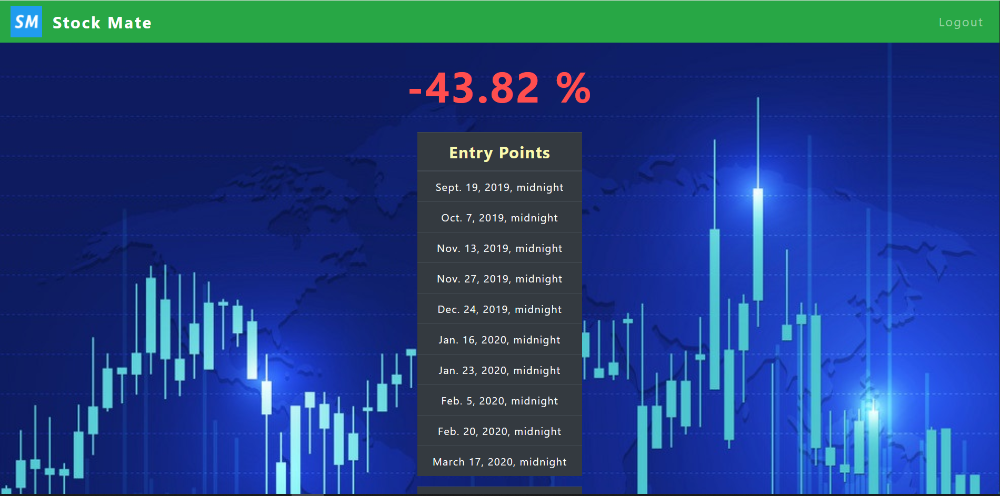 SM Stock Mate
Logout
-43.82 %
Entry Points
Sept. 19, 2019, midnight
Oct. 7, 2019, midnight
Nov. 13, 2019, midnight
Nov. 27, 2019, midnight
Dec. 24, 2019, midnight
Jan. 16, 2020, midnight
Jan. 23, 2020, midnight
Feb. 5, 2020, midnight
Feb. 20, 2020, midnight
March 17, 2020, midnight